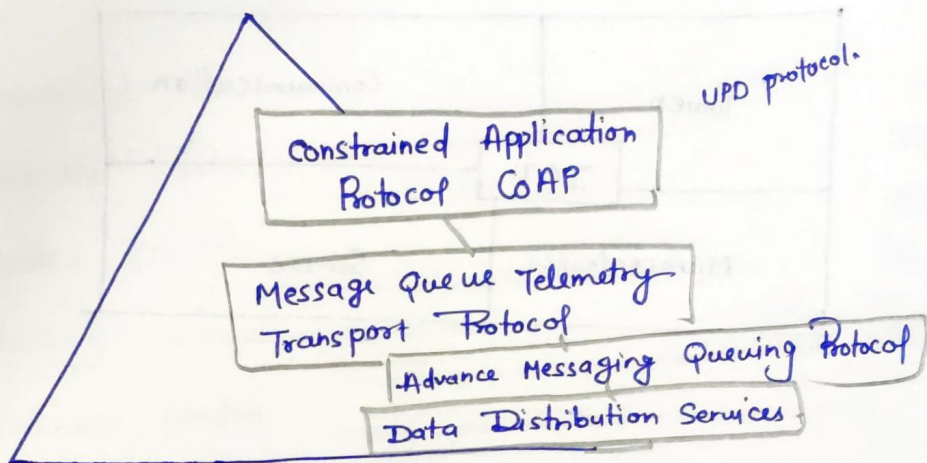 UPD protocol.
Constrained Application
Protocol CoAP
Message Queue Telemetry
Transport Protocol
Advance Messaging Queuing Protocol
Data Distribution Services